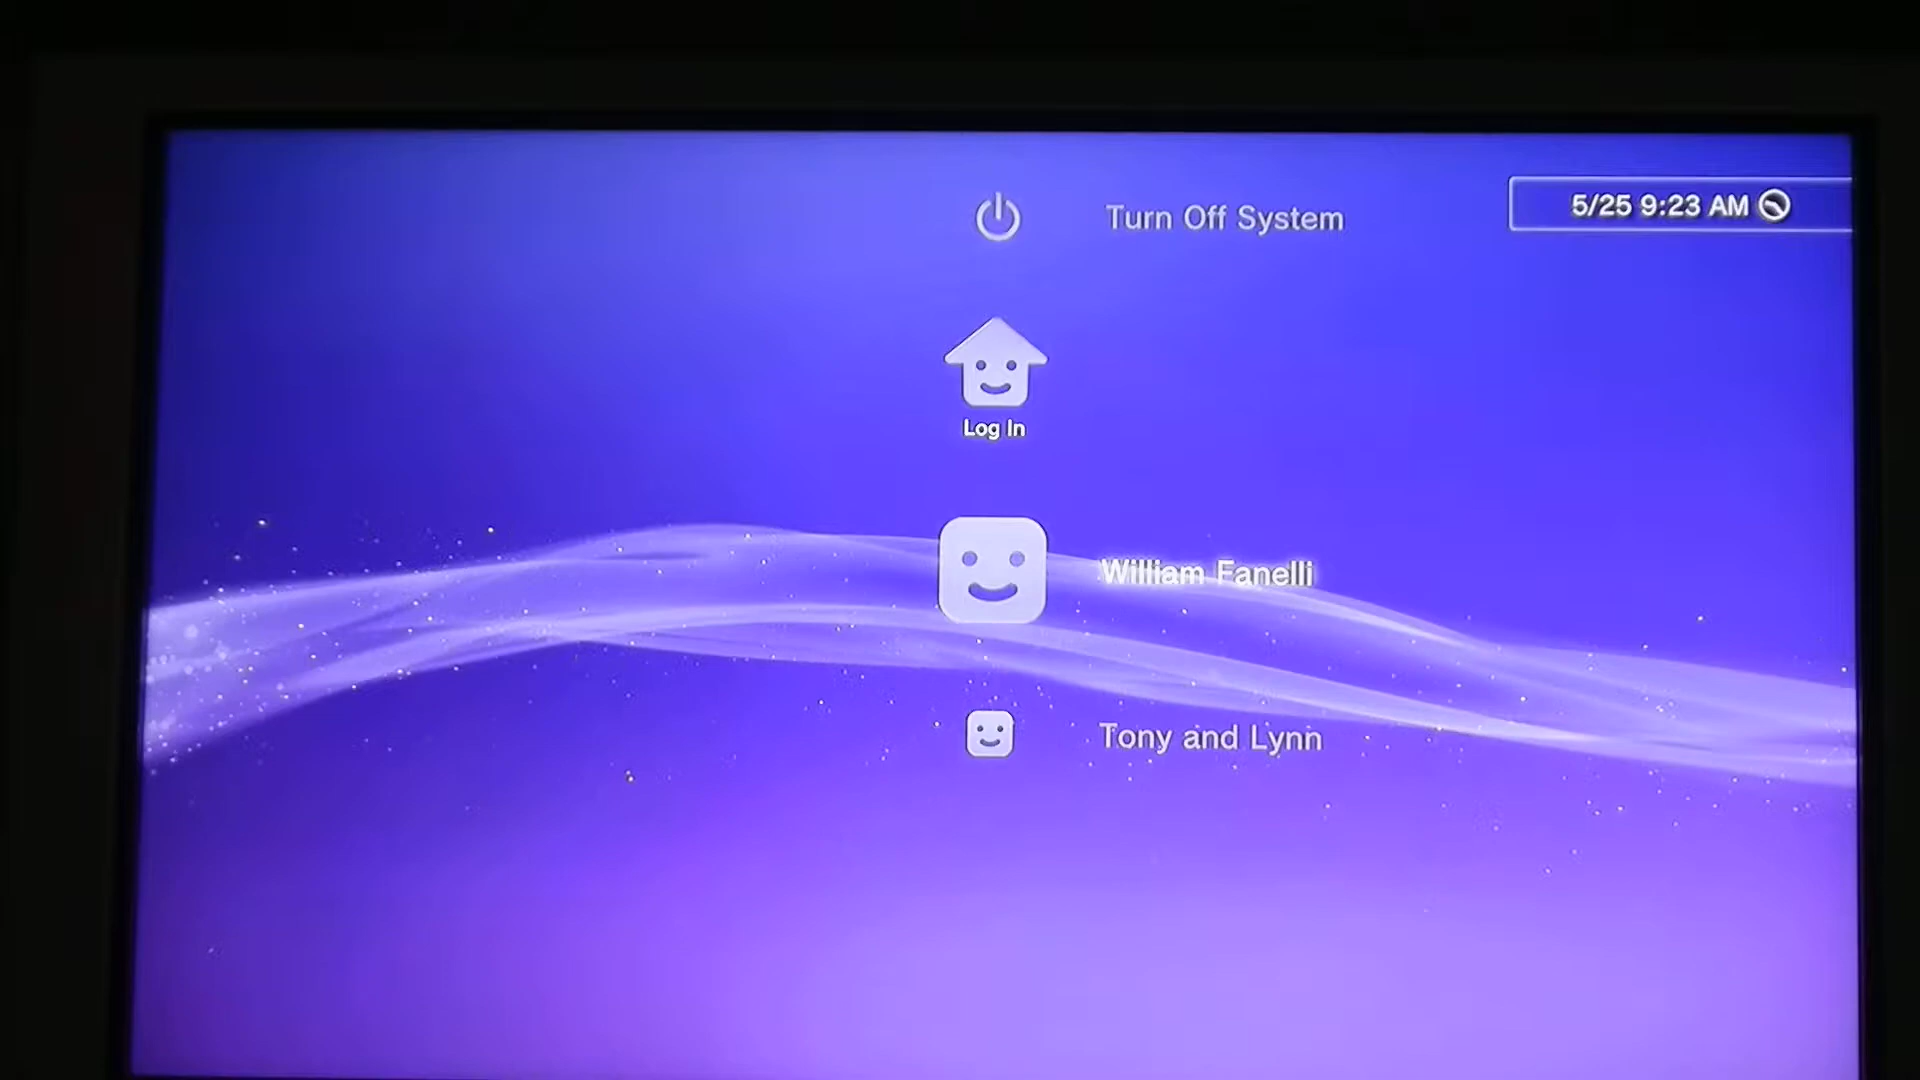 Turn Off System
5/25 9:23 AM
Log In
William Fanelli
Tony and Lynn